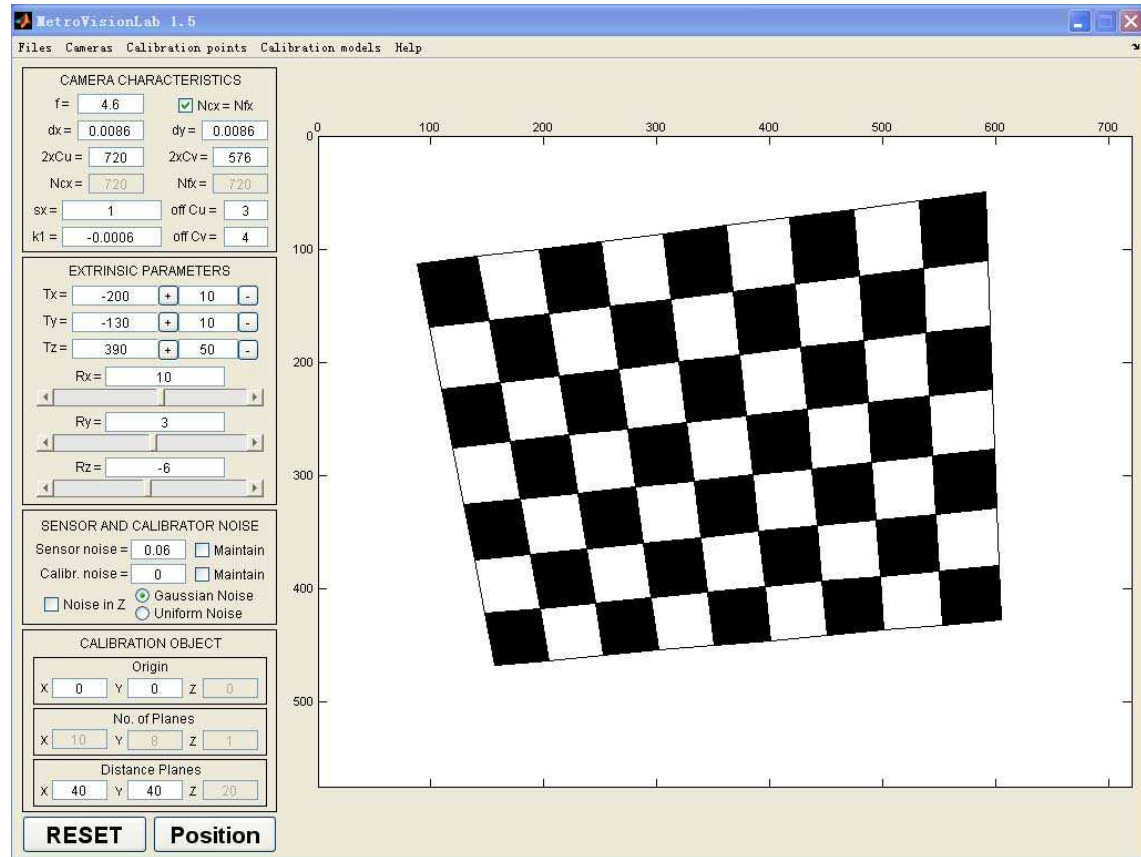 MetroVisionLab 1.5
Files Cameras Calibration points Calibration models Help
CAMERA CHARACTERISTICS
f = 4.6 Ncx = Nfx
dx = 0.0086 dy = 0.0086
2xCu = 720 2xCv = 576
Ncx = 720 Nfx = 720
sx = 1 off Cu = 3
k1 = -0.0006 off Cv = 4
EXTRINSIC PARAMETERS
Tx = -200 + 10 -
Ty = -130 + 10 -
Tz = 390 + 50 -
Rx = 10
Ry = 3
Rz = -6
SENSOR AND CALIBRATOR NOISE
Sensor noise = 0.06 Maintain
Calibr. noise = 0 Maintain
Noise in Z Gaussian Noise
Uniform Noise
CALIBRATION OBJECT
Origin
X 0 Y 0 Z 0
No. of Planes
X 10 Y 8 Z 1
Distance Planes
X 40 Y 40 Z 20
RESET Position
0 100 200 300 400 500 600 700
0
100
200
300
400
500